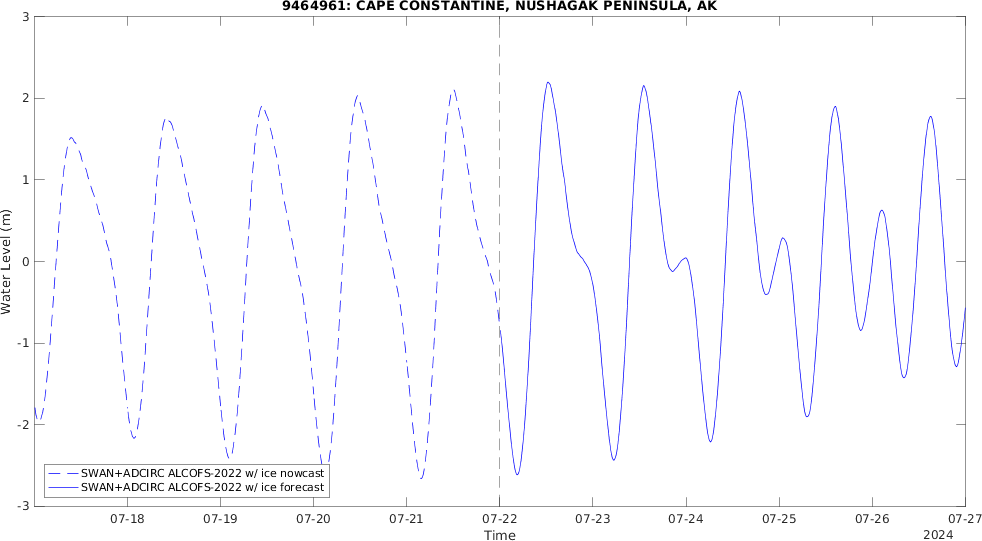 9464961: CAPE CONSTANTINE, NUSHAGAK PENINSULA, AK
3
2
1
0
-1
-2
-3
Water Level (m)
SWAN+ADCIRC ALCOFS-2022 w/ ice nowcast
SWAN+ADCIRC ALCOFS-2022 w/ ice forecast
07-18 07-19 07-20 07-21 07-22 07-23 07-24 07-25 07-26 07-27
Time
2024